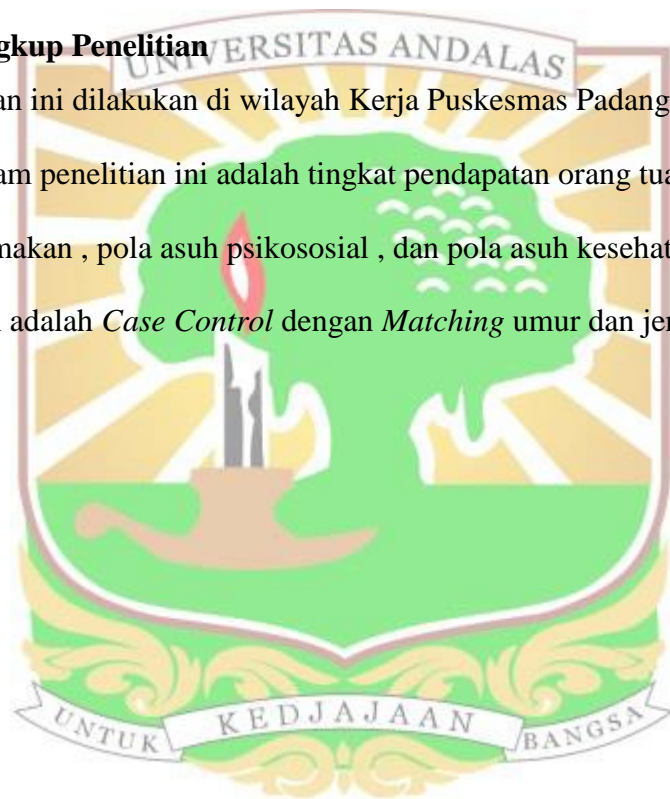 gkup Penelitian
UNIVERSITAS ANDALAS
an ini dilakukan di wilayah Kerja Puskesmas Padang
am penelitian ini adalah tingkat pendapatan orang tua
makan , pola asuh psikososial , dan pola asuh kesehat
adalah Case Control dengan Matching umur dan je
UNTUK KEDJAJAAN BANGSA